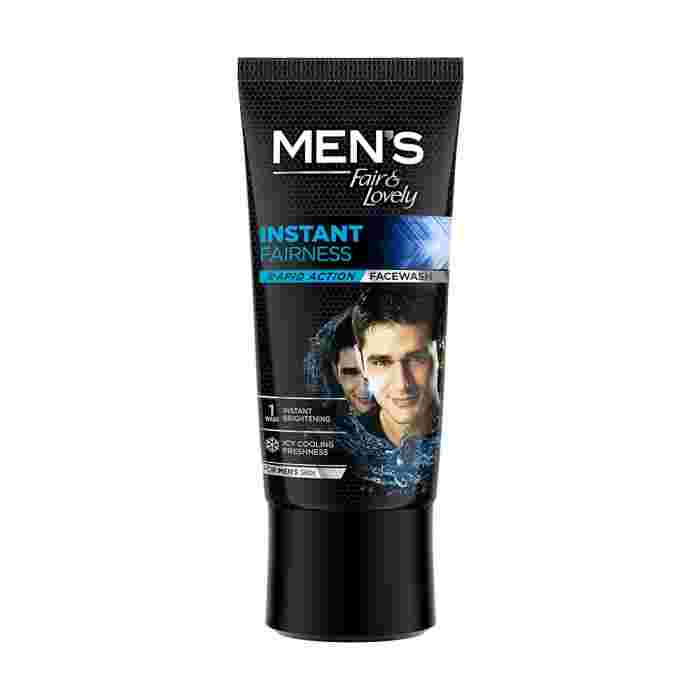 MEN'S
Fair &
Lovely
INSTANT
FAIRNESS
RAPID ACTION FACEWASH
1 WASH INSTANT
BRIGHTENING
ICY COOLING
FRESHNESS
FOR MEN'S SKIN